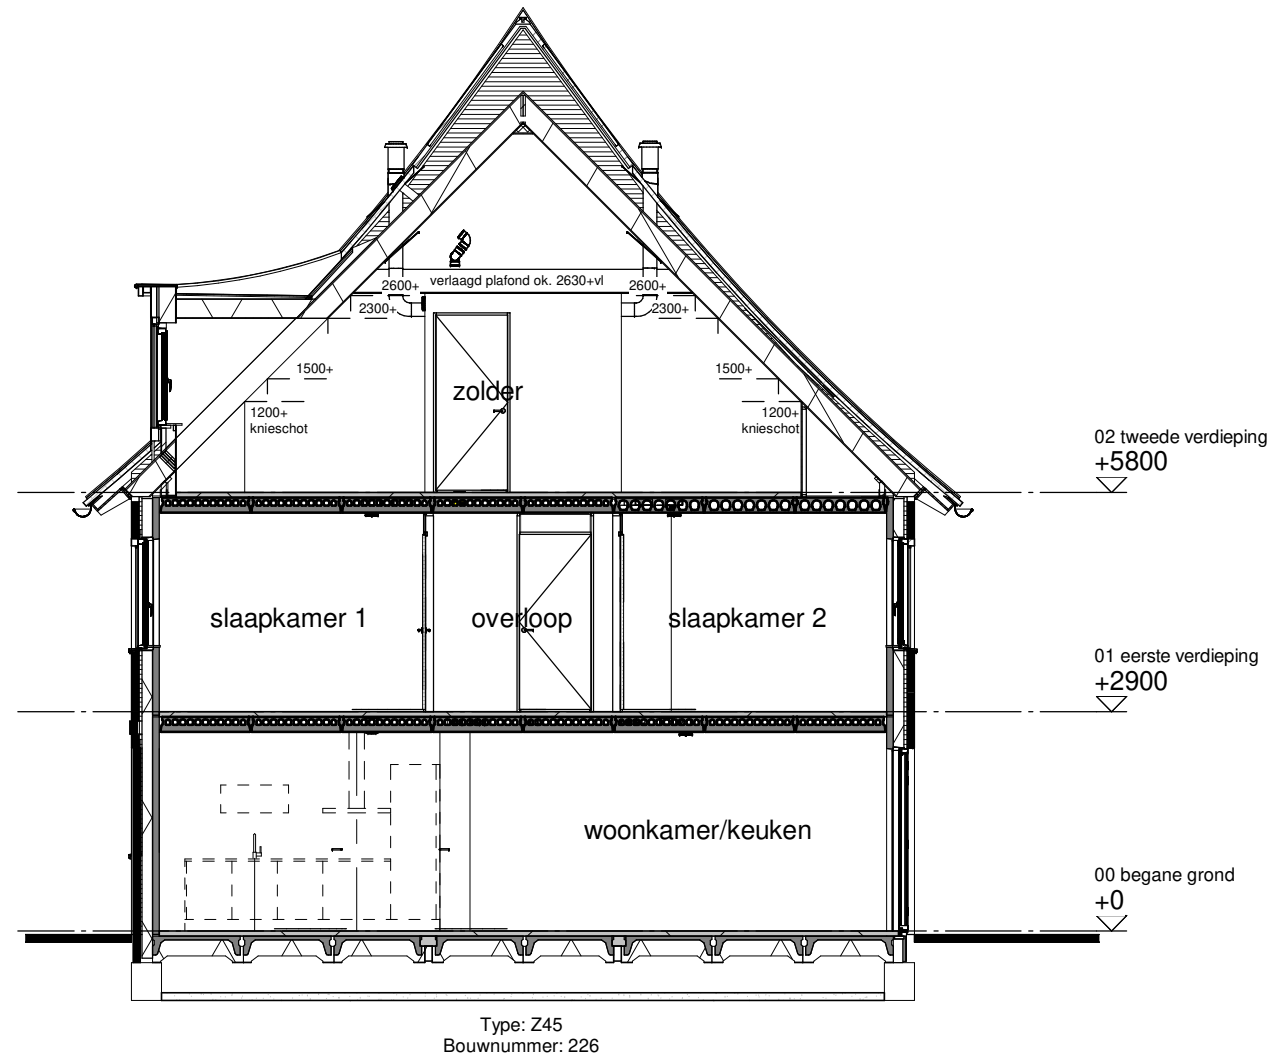 2600+
verlaagd plafond ok. 2630+vl
2600+
2300+
2300+
1500+
1500+
zolder
1200+
knieschot
1200+
knieschot
02 tweede verdieping
+5800
slaapkamer 1
overloop
slaapkamer 2
01 eerste verdieping
+2900
woonkamer/keuken
00 begane grond
+0
Type: Z45
Bouwnummer: 226